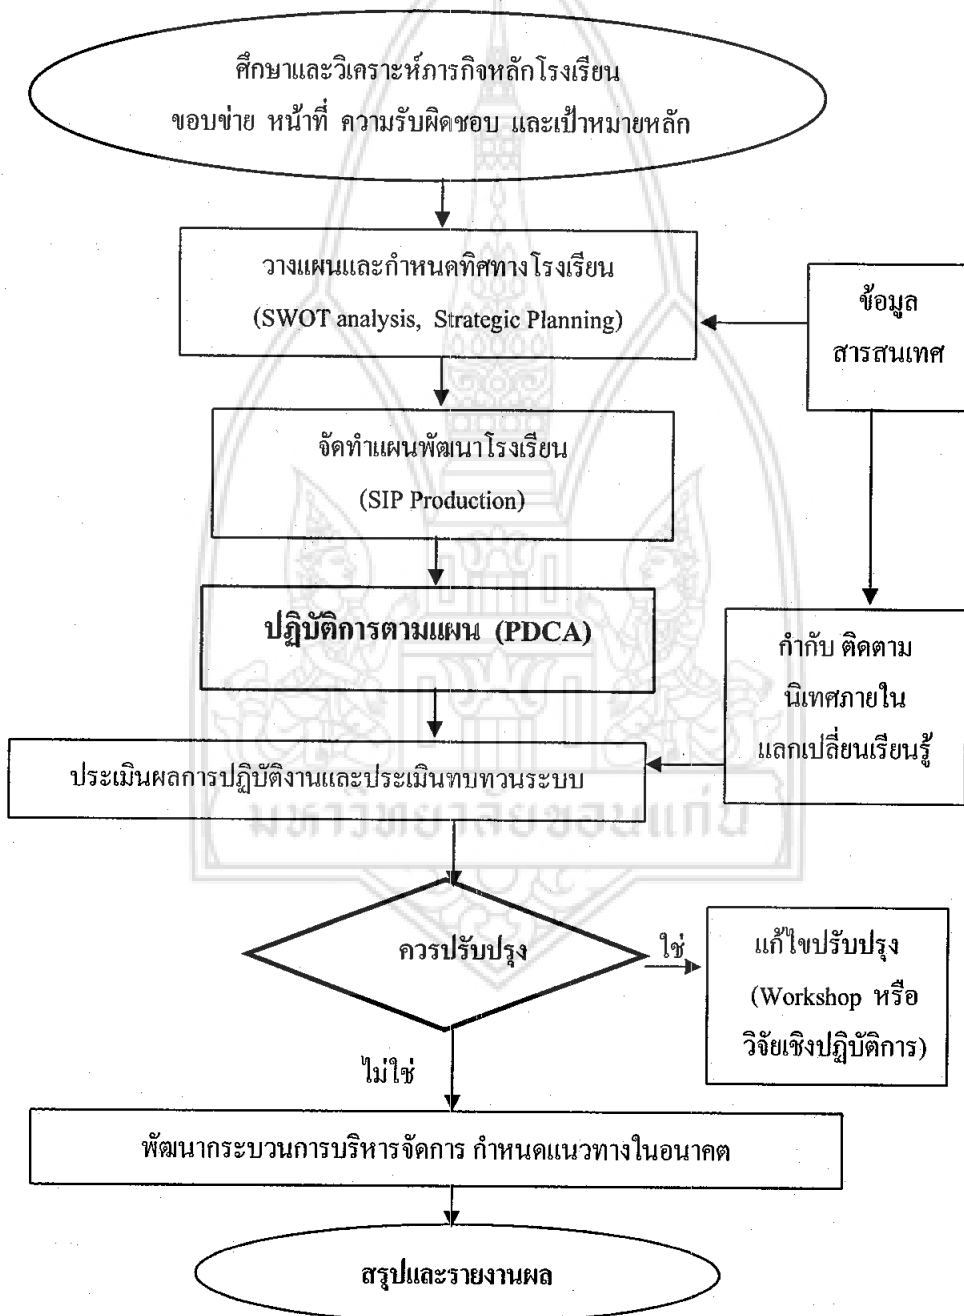 ศึกษาและวิเคราะห์ภารกิจหลักโรงเรียน
ขอบข่าย หน้าที่ ความรับผิดชอบ และเป้าหมายหลัก
วางแผนและกำหนดทิศทางโรงเรียน
(SWOT analysis, Strategic Planning)
ข้อมูล
สารสนเทศ
จัดทำแผนพัฒนาโรงเรียน
(SIP Production)
ปฏิบัติการตามแผน (PDCA)
กำกับ ติดตาม
นิเทศภายใน
แลกเปลี่ยนเรียนรู้
ประเมินผลการปฏิบัติงานและประเมินทบทวนระบบ
มหาวิทยาลัยขอนแก่น
ควรปรับปรุง
ใช่
แก้ไขปรับปรุง
(Workshop หรือ
วิจัยเชิงปฏิบัติการ)
ไม่ใช่
พัฒนากระบวนการบริหารจัดการ กำหนดแนวทางในอนาคต
สรุปและรายงานผล